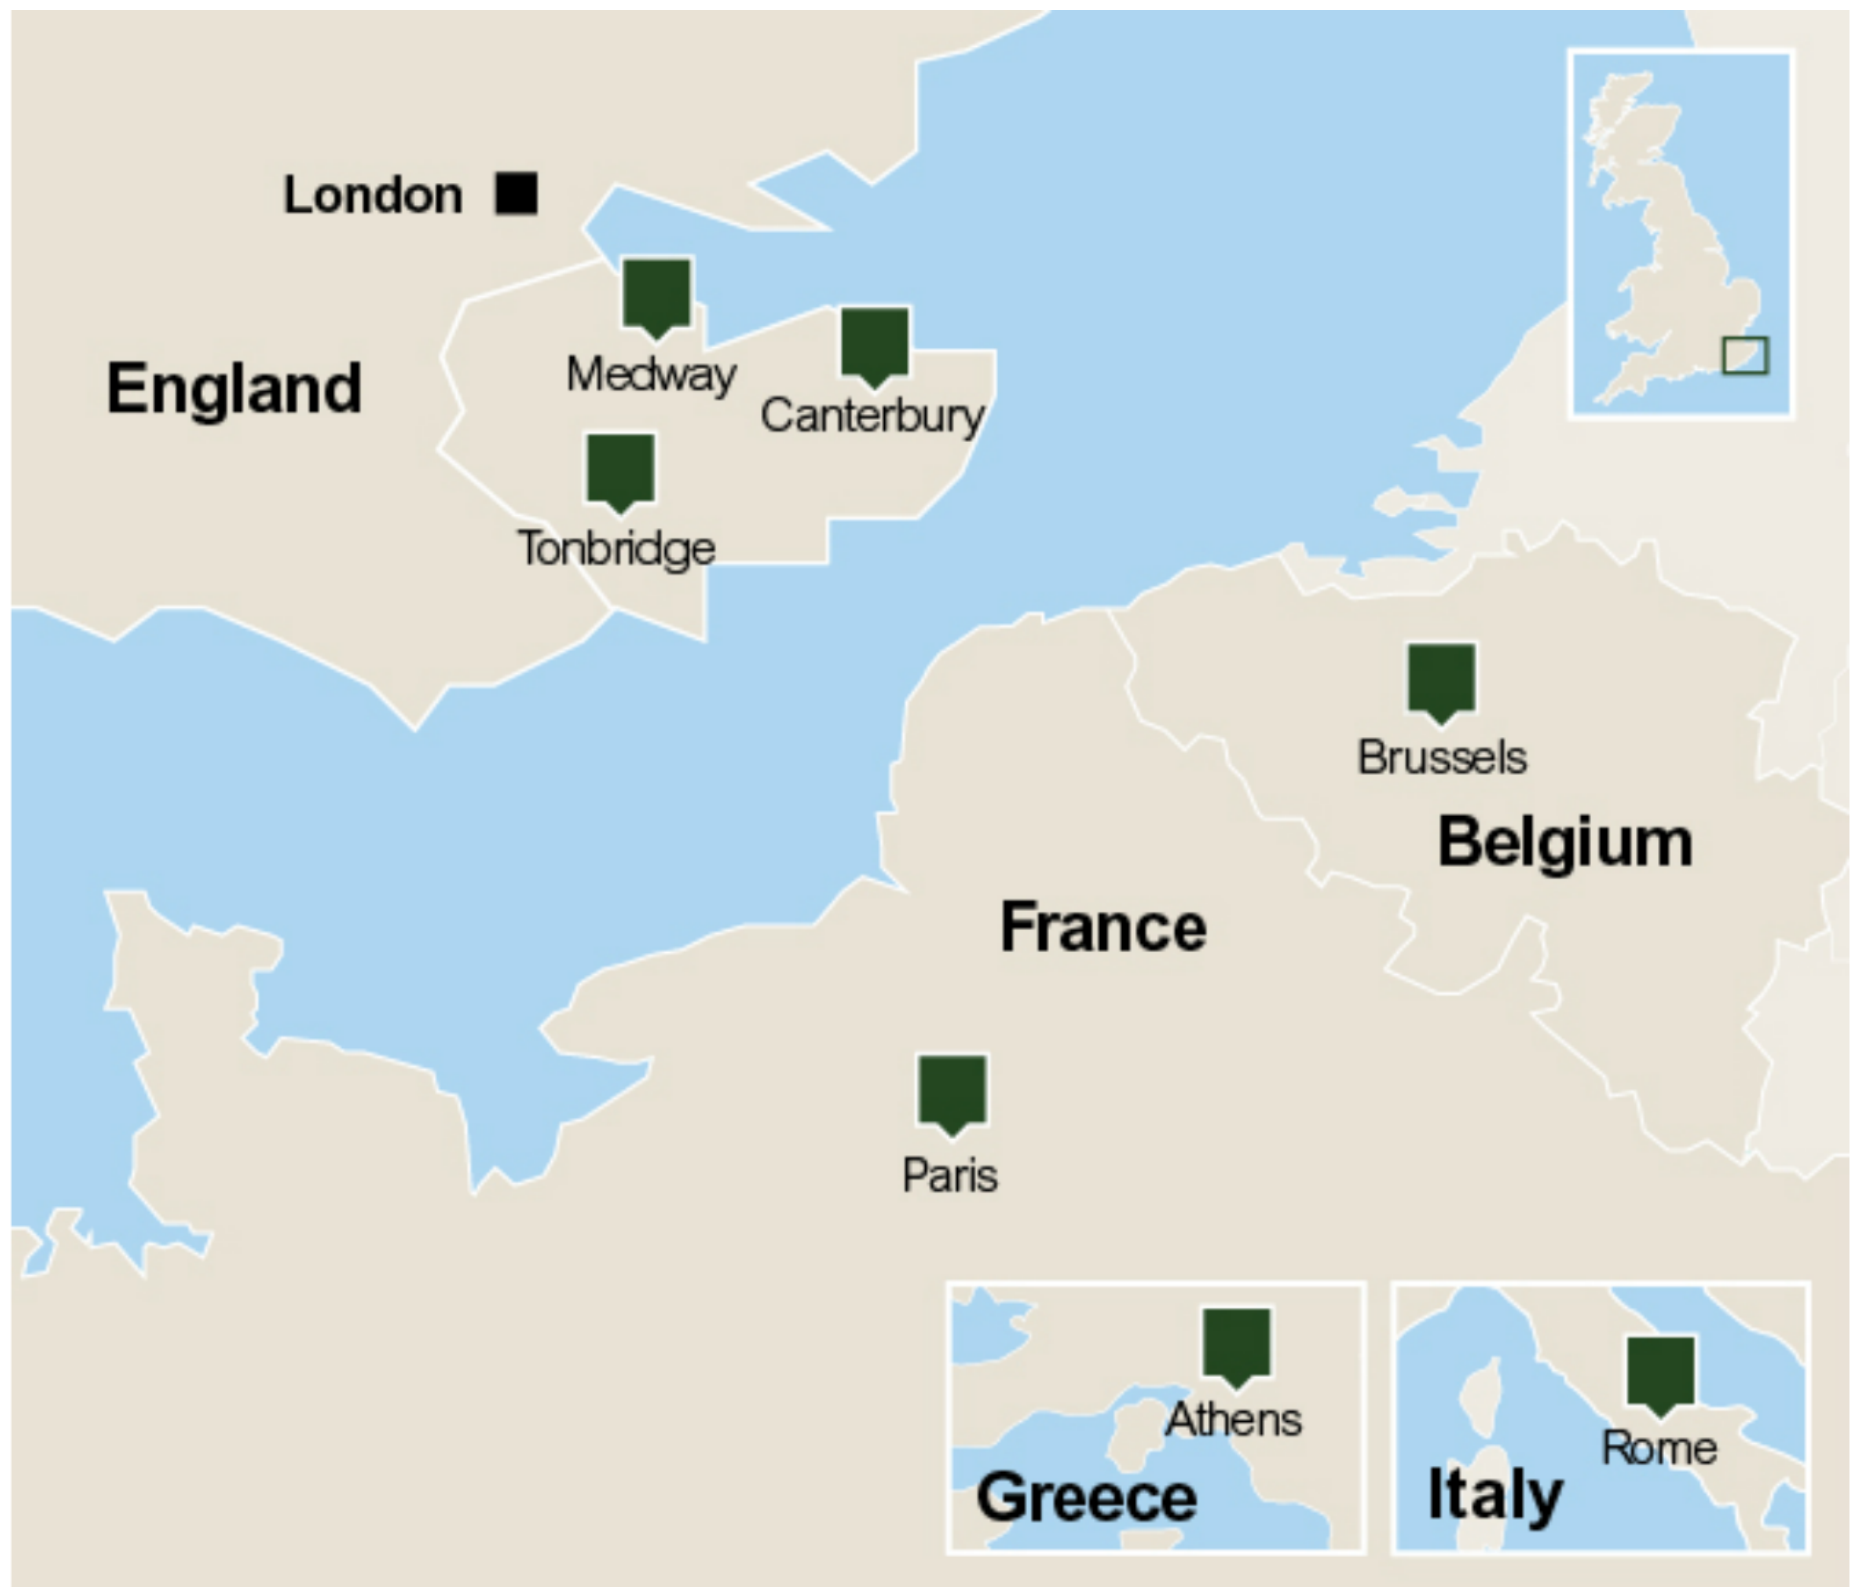 London
England
Medway
Canterbury
Tonbridge
Brussels
Belgium
France
Paris
Athens
Greece
Rome
Italy